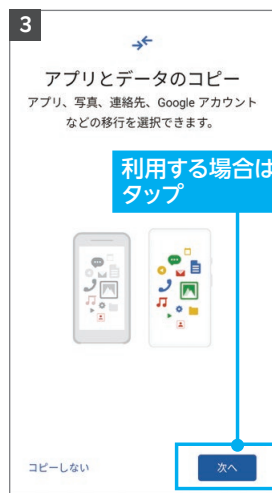 3
アプリとデータのコピー
アプリ、写真、連絡先、Google アカウント
などの移行を選択できます。
利用する場合は
タップ
コピーしない
次へ